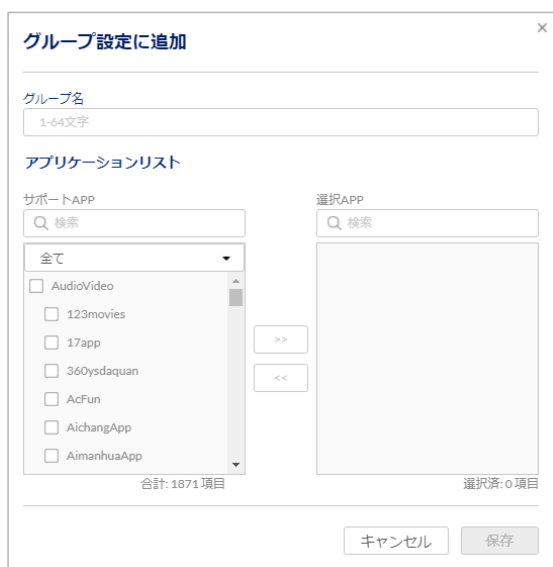 グループ設定に追加
×
グループ名
1-64文字
アプリケーションリスト
サポートAPP
検索
全て
AudioVideo
123movies
17app
360ysdaquan
AcFun
AichangApp
AimanhuaApp
合計: 1871 項目
>>
<<
選択APP
検索
選択済: 0 項目
キャンセル
保存